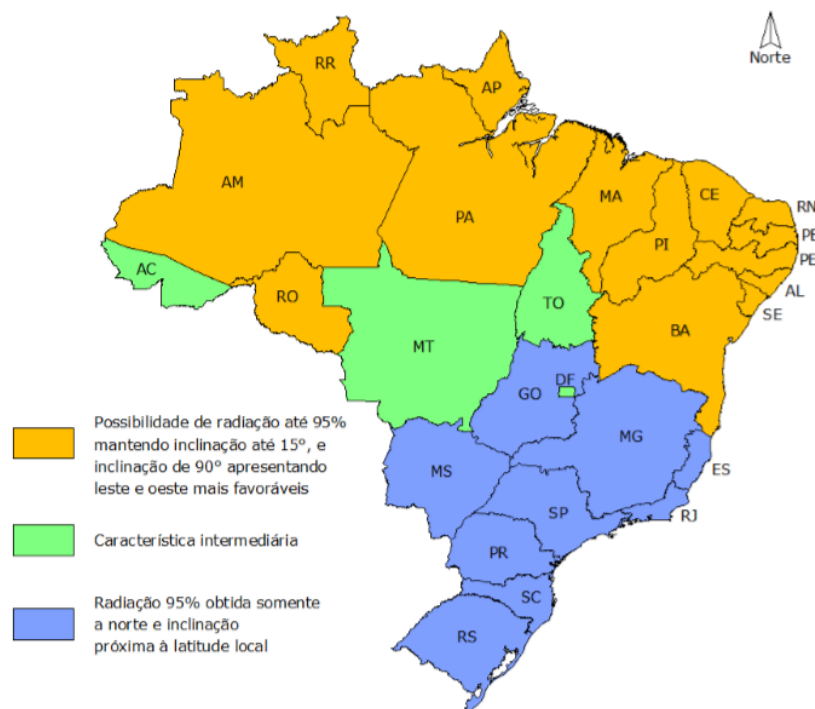 Norte
RR
AP
AM
PA
MA
CE
RN
PB
PE
PI
AL
SE
AC
RO
TO
BA
MT
DF
GO
MG
ES
MS
SP
RJ
PR
SC
RS
Possibilidade de radiação até 95%
mantendo inclinação até 15°, e
inclinação de 90° apresentando
leste e oeste mais favoráveis
Característica intermediária
Radiação 95% obtida somente
a norte e inclinação
próxima à latitude local